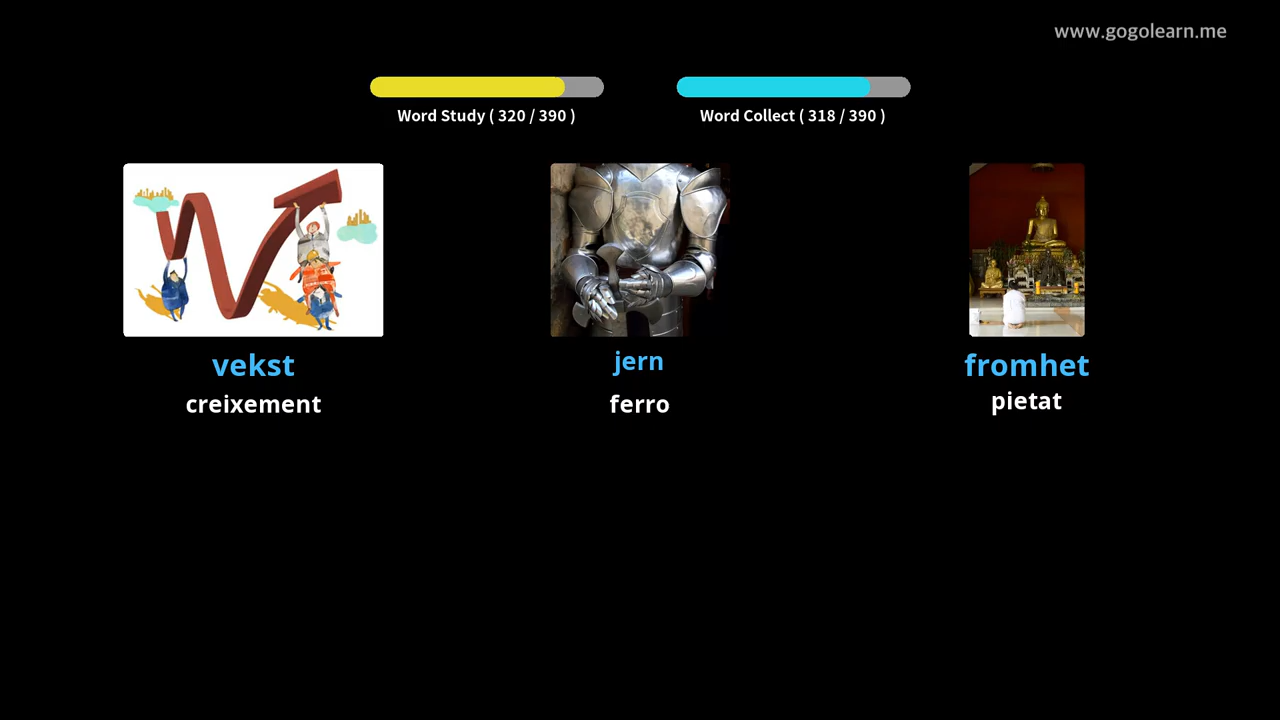 www.gogolearn.me
Word Study ( 320 / 390 )
Word Collect ( 318 / 390 )
vekst
creixement
jern
ferro
fromhet
pietat